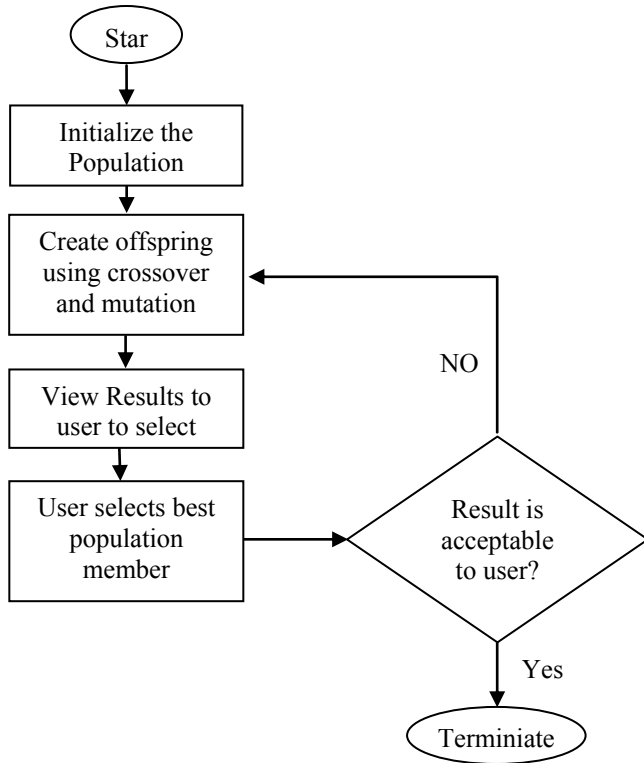 Star
Initialize the
Population
Create offspring
using crossover
and mutation
View Results to
user to select
User selects best
population
member
Result is
acceptable
to user?
NO
Yes
Terminiate